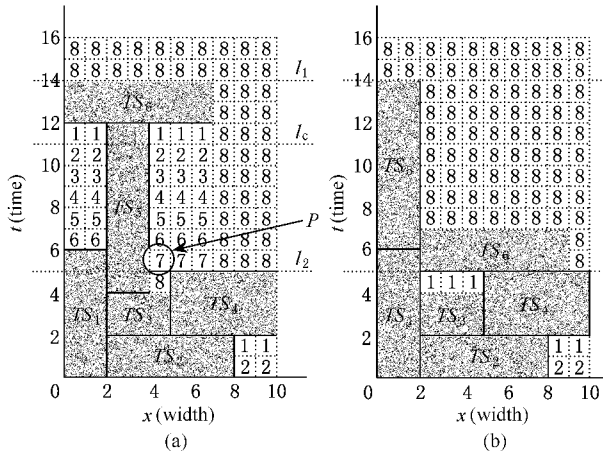 t (time)
16
8 8 8 8 8 8 8 8 8 8
8 8 8 8 8 8 8 8 8 8 l₁
14
8 8 8
TS₆ 8 8 8
12
1 1 1 1 1 8 8 8 l_c
2 2 2 2 2 8 8 8
10
3 3 3 3 3 8 8 8
4 4 4 4 4 8 8 8
8
TS₅
5 5 5 5 5 8 8 8
6 6 6 6 6 8 8 8 P
6
7 7 7 8 8 8 l₂
8
4
TS₁ TS₃ TS₄
2
TS₂ 1 1
2 2
0 2 4 6 8 10
x (width)
(a)
t (time)
16
8 8 8 8 8 8 8 8 8 8
8 8 8 8 8 8 8 8 8 8
14
8 8 8 8 8 8 8 8
8 8 8 8 8 8 8 8
12
8 8 8 8 8 8 8 8
8 8 8 8 8 8 8 8
10
TS₅ 8 8 8 8 8 8 8 8
8 8 8 8 8 8 8 8
8
8 8 8 8 8 8 8 8
8
6
TS₆ 8
1 1 1
4
TS₃
2
TS₂ 1 1
2 2
0 2 4 6 8 10
x (width)
(b)